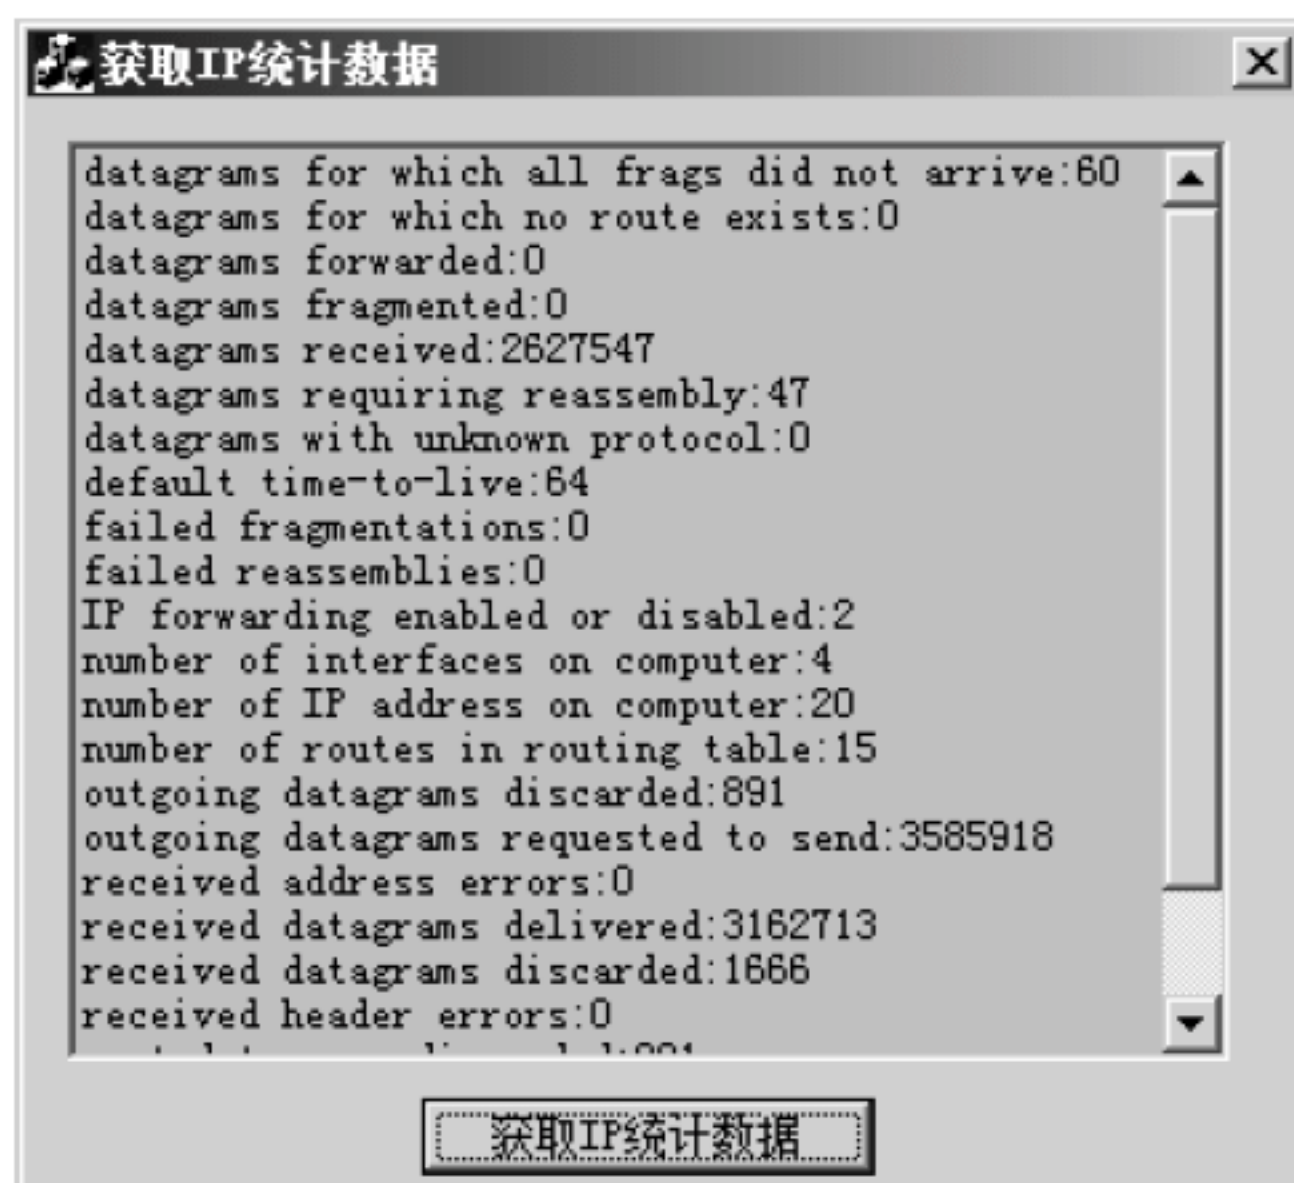 获取IP统计数据
datagrams for which all frags did not arrive:60
datagrams for which no route exists:0
datagrams forwarded:0
datagrams fragmented:0
datagrams received:2627547
datagrams requiring reassembly:47
datagrams with unknown protocol:0
default time-to-live:64
failed fragmentations:0
failed reassemblies:0
IP forwarding enabled or disabled:2
number of interfaces on computer:4
number of IP address on computer:20
number of routes in routing table:15
outgoing datagrams discarded:891
outgoing datagrams requested to send:3585918
received address errors:0
received datagrams delivered:3162713
received datagrams discarded:1666
received header errors:0
获取IP统计数据